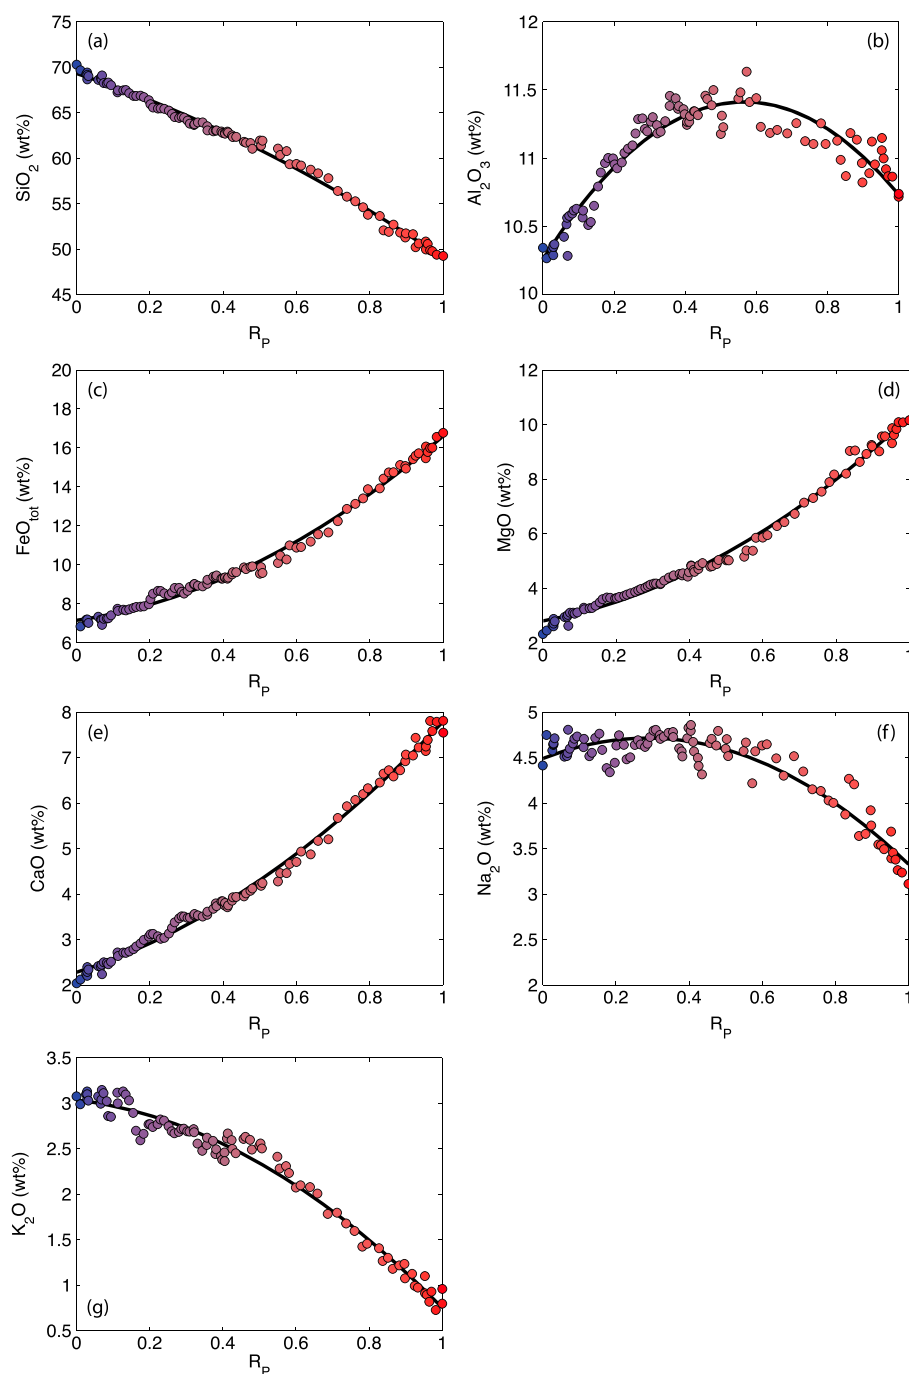 (a)
75
70
65
60
55
50
45
SiO2 (wt%)
0 0.2 0.4 0.6 0.8 1
RP
(b)
12
11.5
11
10.5
10
Al2O3 (wt%)
0 0.2 0.4 0.6 0.8 1
RP
(c)
20
18
16
14
12
10
8
6
FeOtot (wt%)
0 0.2 0.4 0.6 0.8 1
RP
(d)
12
10
8
6
4
2
MgO (wt%)
0 0.2 0.4 0.6 0.8 1
RP
(e)
8
7
6
5
4
3
2
CaO (wt%)
0 0.2 0.4 0.6 0.8 1
RP
(f)
5
4.5
4
3.5
3
2.5
2
Na2O (wt%)
0 0.2 0.4 0.6 0.8 1
RP
3.5
3
2.5
2
1.5
1
0.5
K2O (wt%)
(g)
0 0.2 0.4 0.6 0.8 1
RP